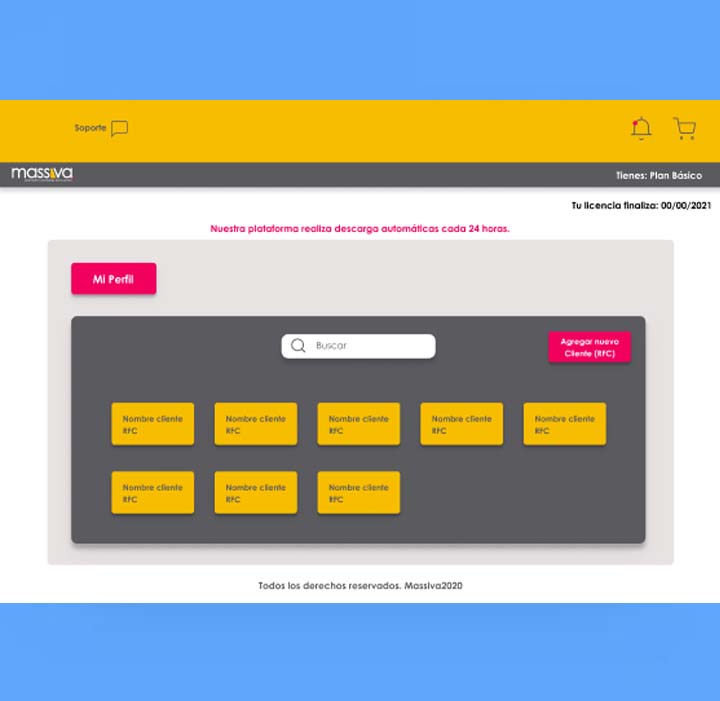 Soporte
massiva
Tienes: Plan Básico
Tu licencia finaliza: 00/00/2021
Nuestra plataforma realiza descarga automáticas cada 24 horas.
Mi Perfil
Buscar
Agregar nuevo
Cliente (RFC)
Nombre cliente
RFC
Nombre cliente
RFC
Nombre cliente
RFC
Nombre cliente
RFC
Nombre cliente
RFC
Nombre cliente
RFC
Nombre cliente
RFC
Nombre cliente
RFC
Todos los derechos reservados. Massiva2020